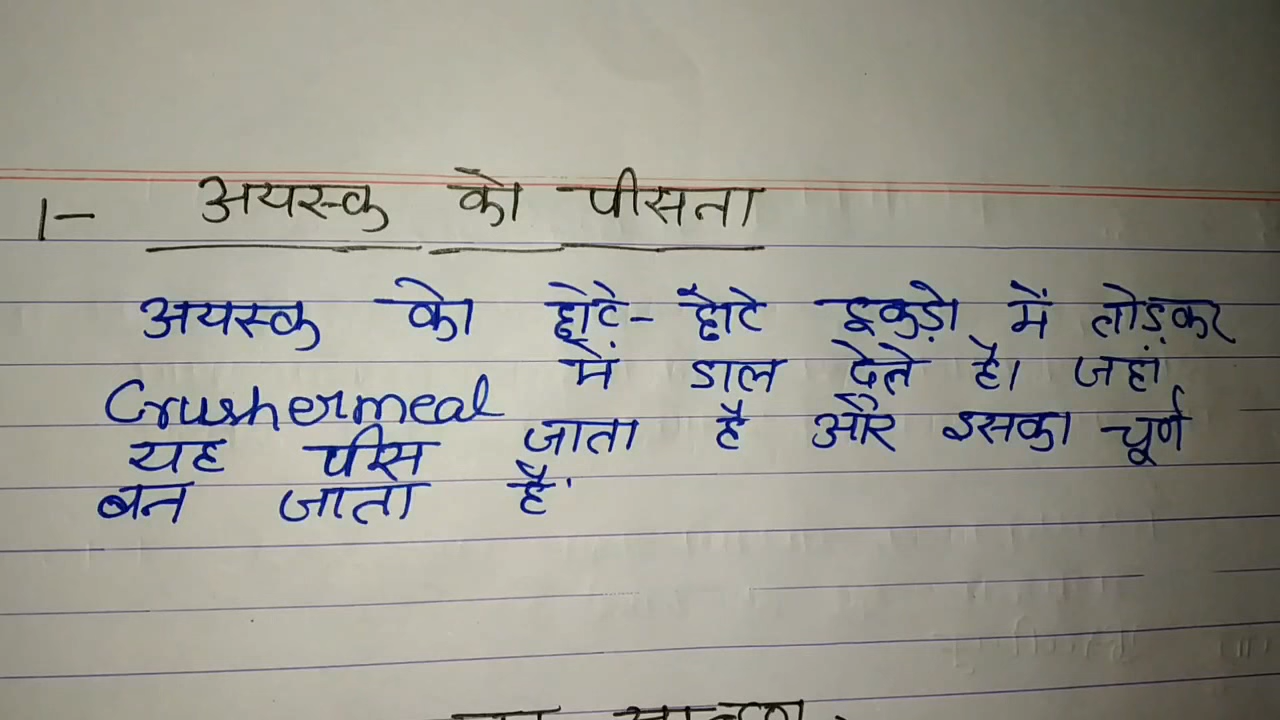 1- अयस्क को पीसना
अयस्क को छोटे- छोटे टुकड़ो में तोड़कर
Crushermeal में डाल देते है। जहां
यह पीस जाता है और इसका चूर्ण
बन जाता है.